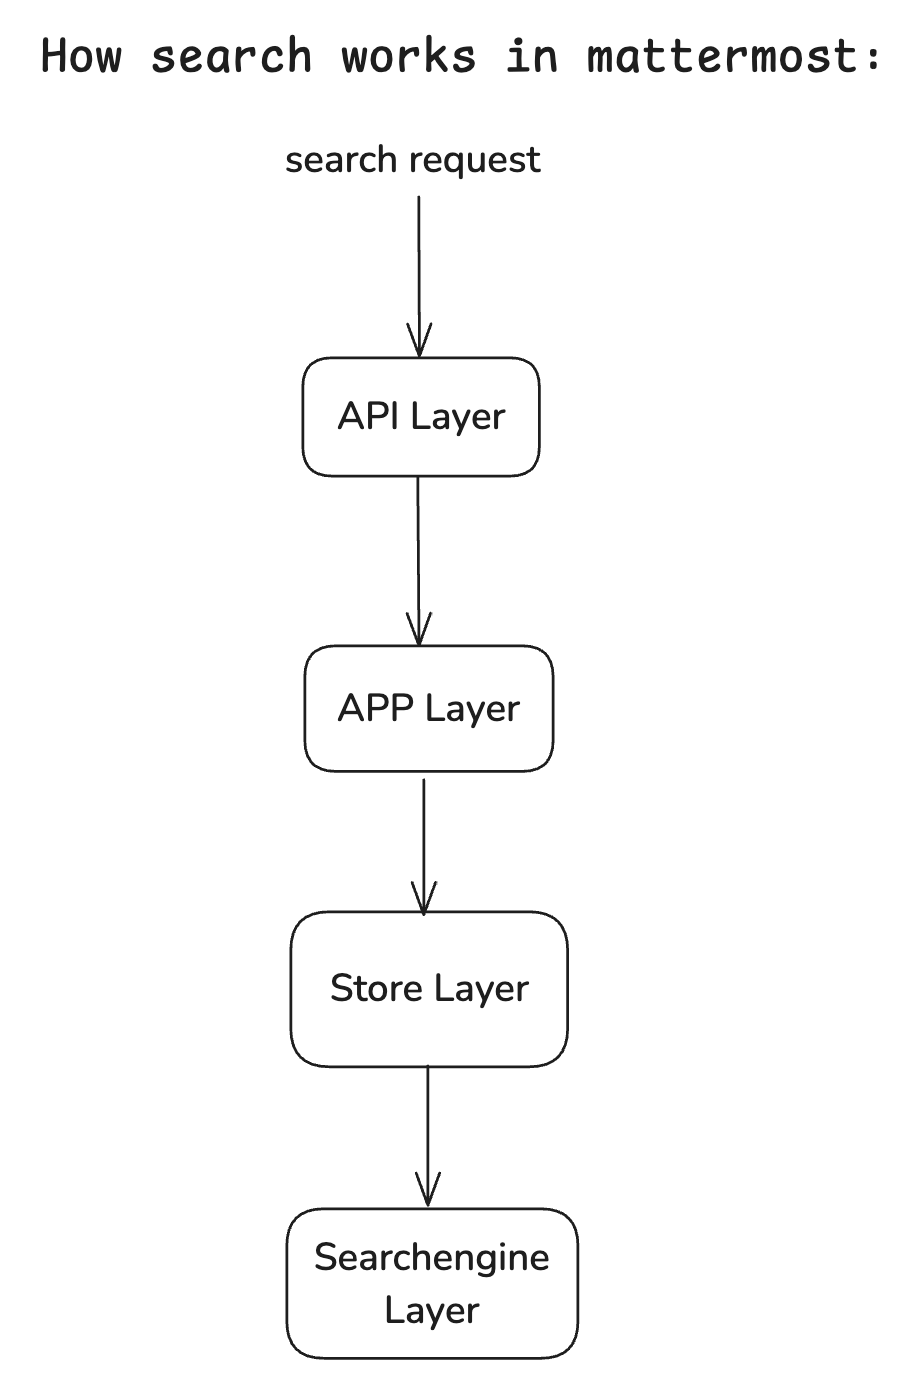 How search works in mattermost:
search request
API Layer
APP Layer
Store Layer
Searchengine
Layer